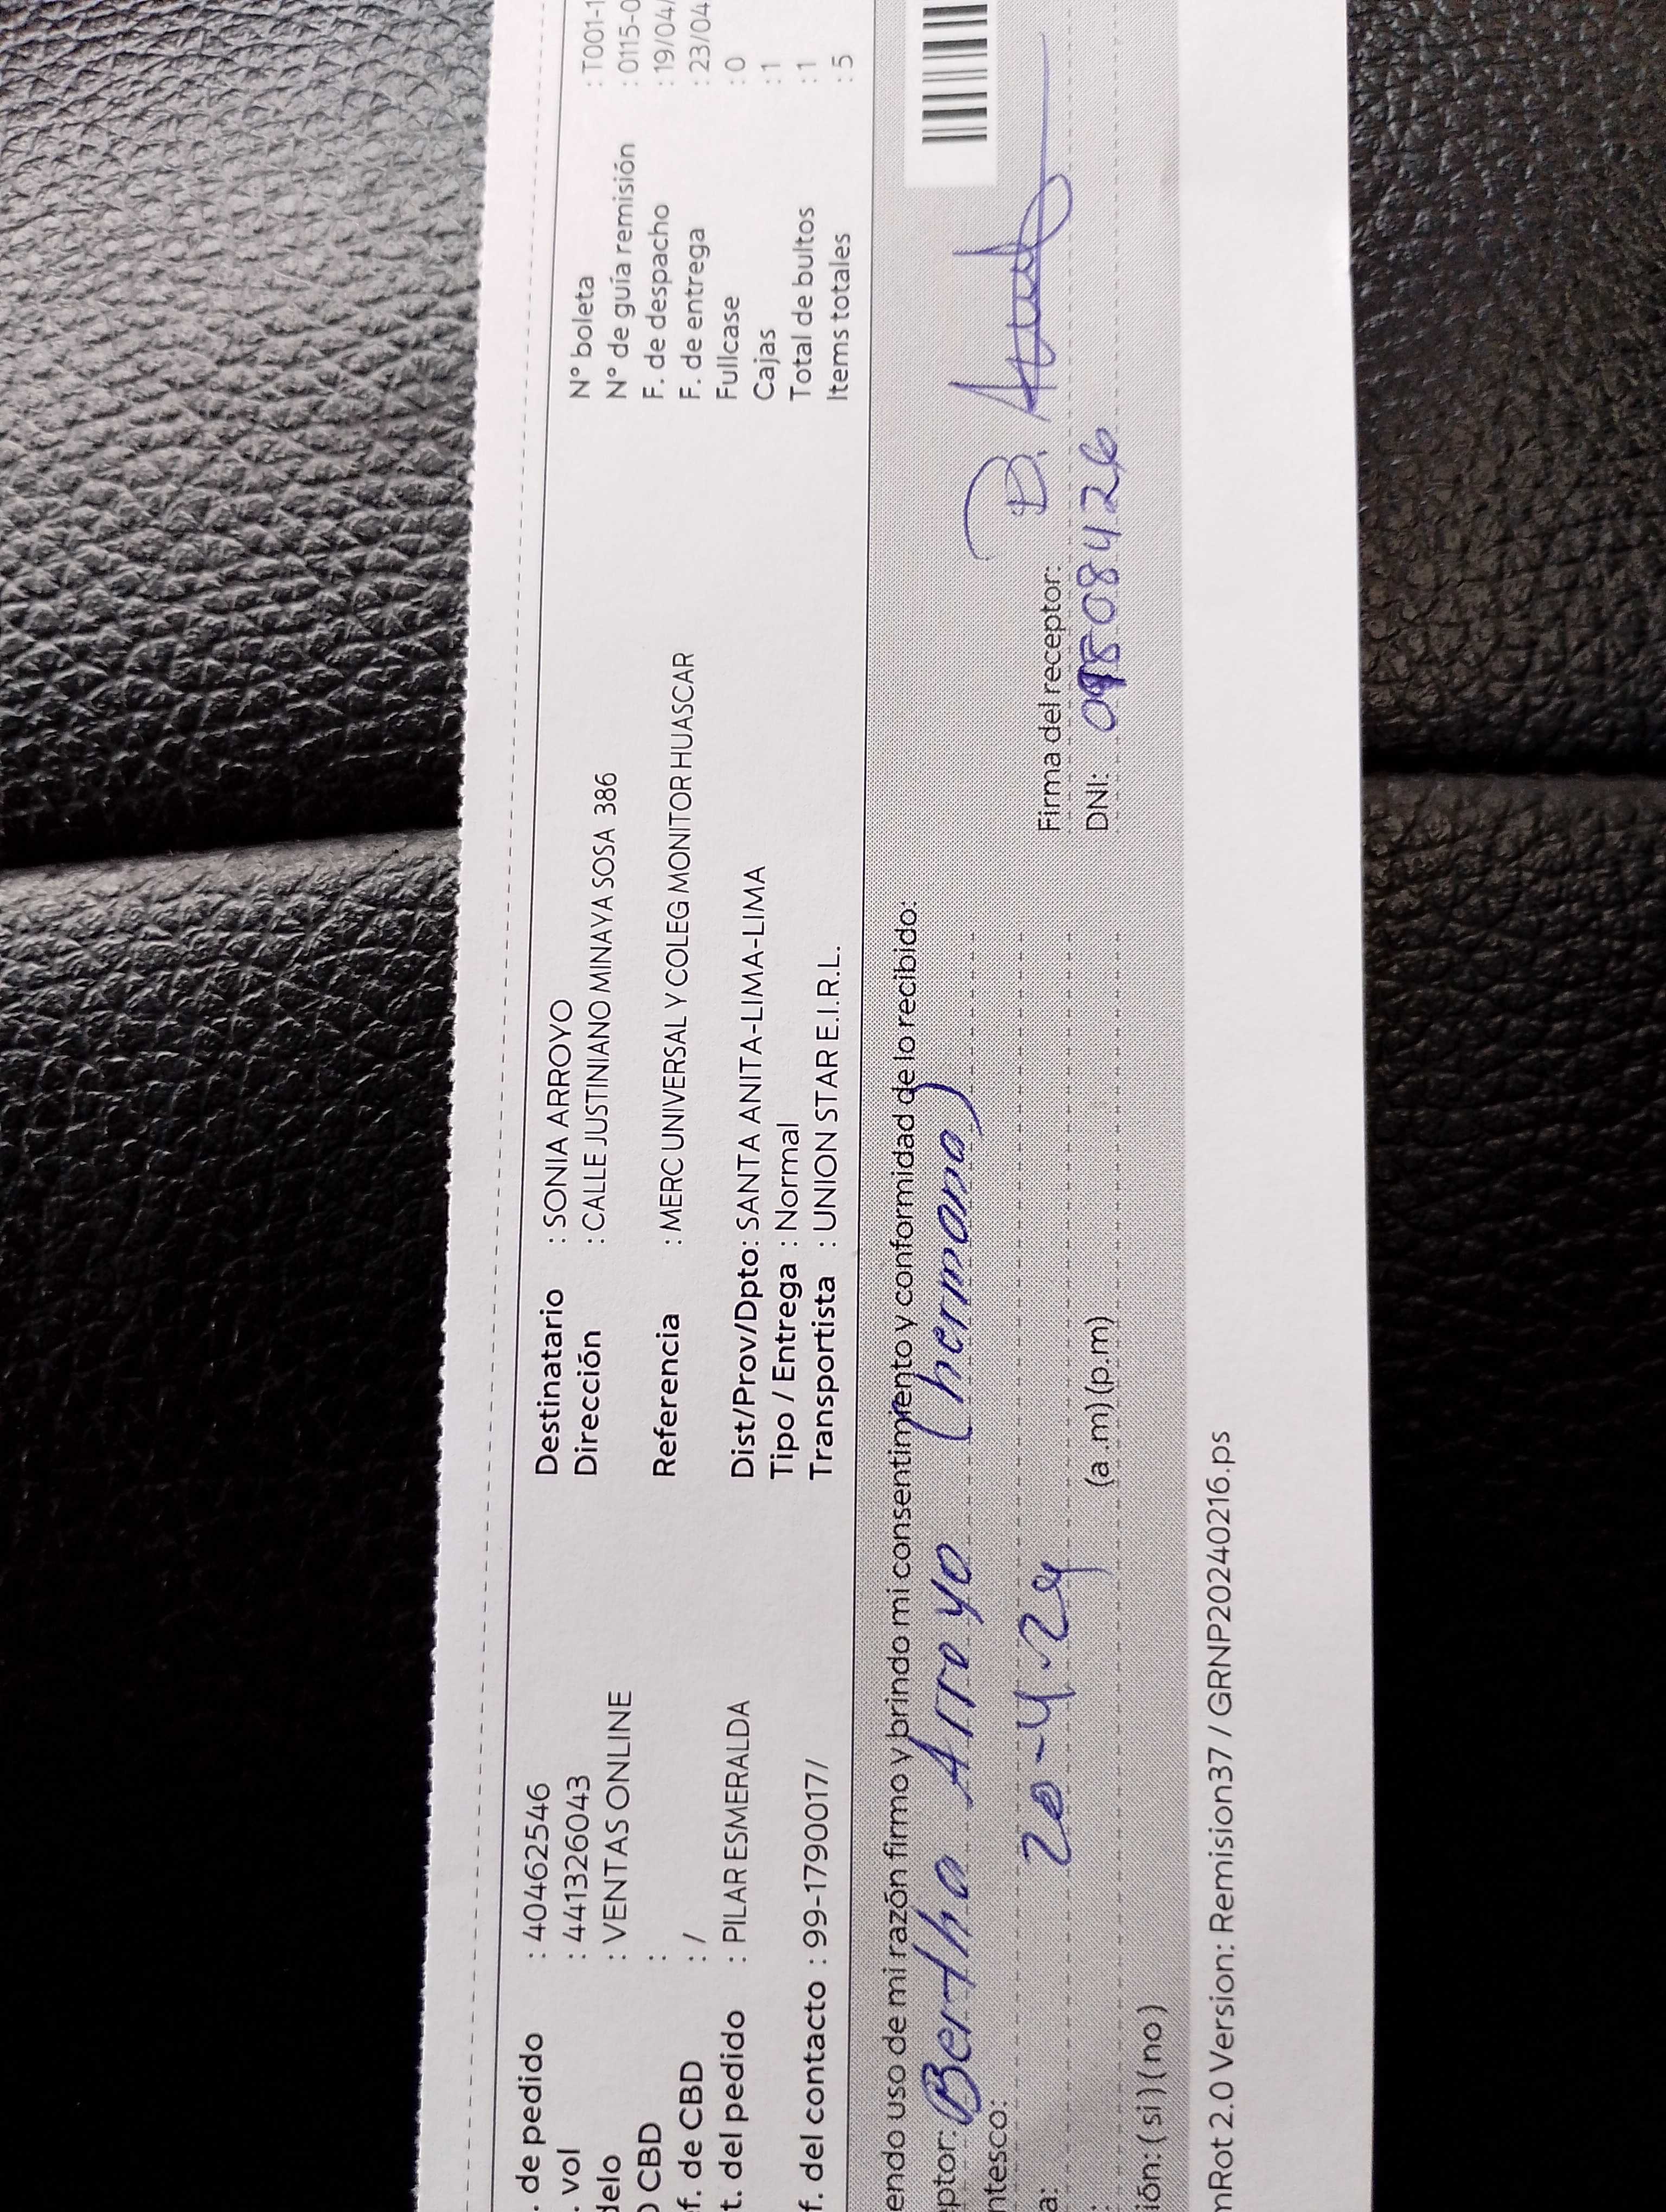 . de pedido : 40462546
. vol : 441326043
delo : VENTAS ONLINE
CBD :
f. de CBD : /
t. del pedido : PILAR ESMERALDA
f. del contacto : 99-1790017/
Destinatario : SONIA ARROYO
Dirección : CALLE JUSTINIANO MINAYA SOSA 386
Referencia : MERC UNIVERSAL Y COLEG MONITOR HUASCAR
Dist/Prov/Dpto: SANTA ANITA-LIMA-LIMA
Tipo / Entrega : Normal
Transportista : UNION STAR E.I.R.L.
N° boleta : T001-1
N° de guía remisión : 0115-0
F. de despacho : 19/04/
F. de entrega : 23/04
Fullcase : 0
Cajas : 1
Total de bultos : 1
Items totales : 5
endo uso de mi razón firmo y brindo mi consentimiento y conformidad de lo recibido:
ptor: Bertha Arroyo (hermana)
ntesco:
a: 20-4-24
: (a.m)(p.m)
ión: (si) (no)
Firma del receptor: B.
DNI: 09808426
mRot 2.0 Version: Remision37 / GRNP20240216.ps